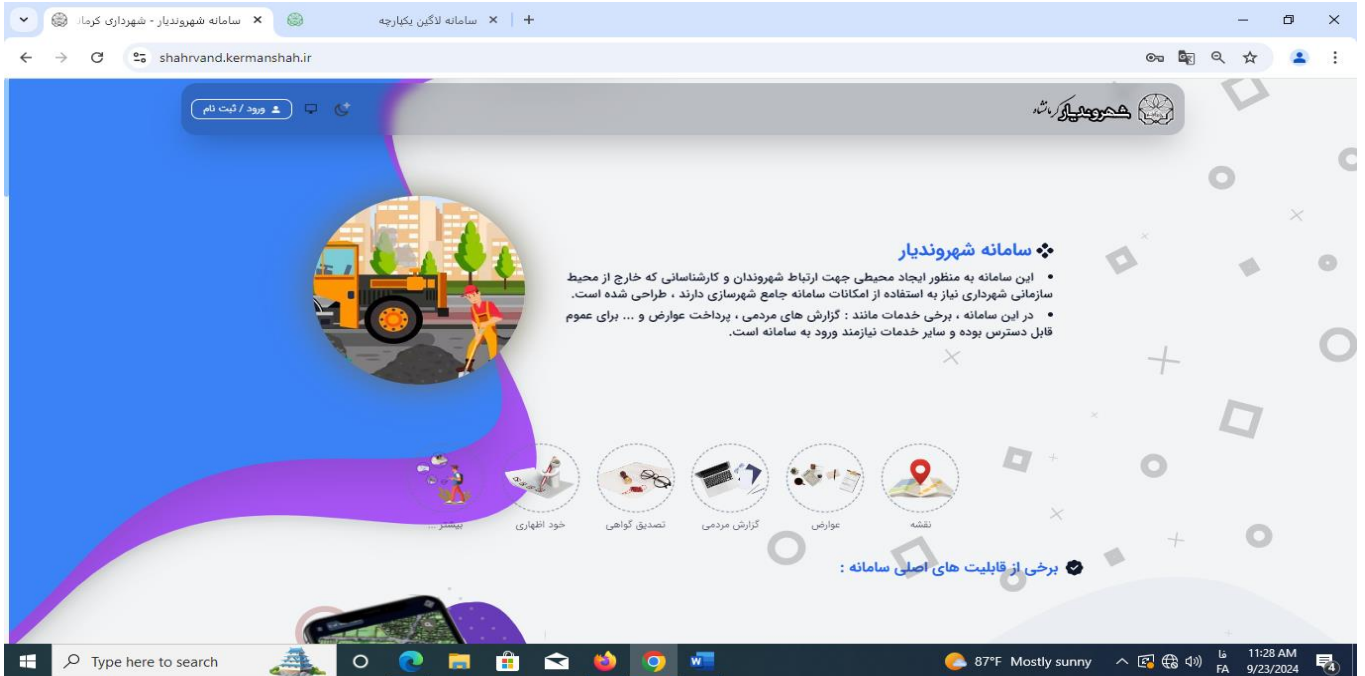 سامانه شهروندیار - شهرداری کرما
سامانه لاگین یکپارچه
shahrvand.kermanshah.ir
شهروندیار کرمانشاه
ورود / ثبت نام
سامانه شهروندیار
این سامانه به منظور ایجاد محیطی جهت ارتباط شهروندان و کارشناسانی که خارج از محیط
سازمانی شهرداری نیاز به استفاده از امکانات سامانه جامع شهرسازی دارند ، طراحی شده است.
در این سامانه ، برخی خدمات مانند : گزارش های مردمی ، پرداخت عوارض و ... برای عموم
قابل دسترس بوده و سایر خدمات نیازمند ورود به سامانه است.
نقشه
عوارض
گزارش مردمی
تصدیق گواهی
خود اظهاری
بیشتر ...
برخی از قابلیت های اصلی سامانه :
Type here to search
87°F Mostly sunny
فا
FA
11:28 AM
9/23/2024
4